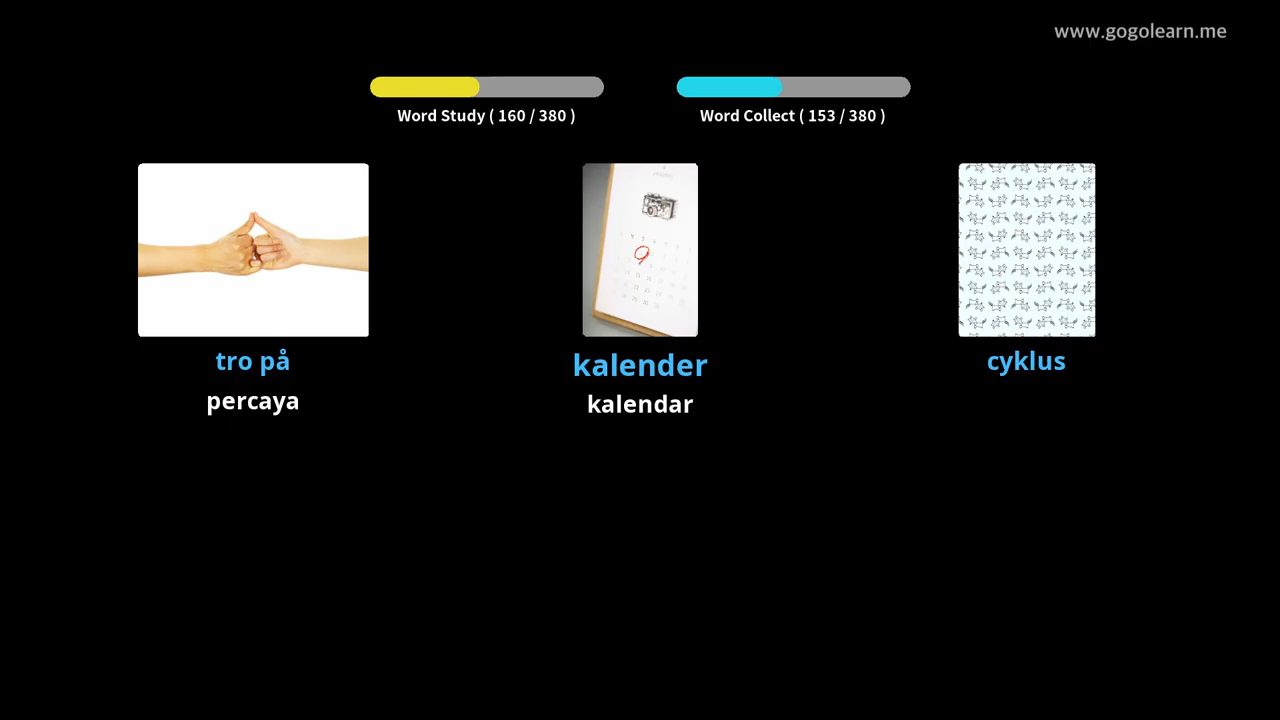 www.gogolearn.me
Word Study ( 160 / 380 )
Word Collect ( 153 / 380 )
tro på
kalender
cyklus
percaya
kalendar